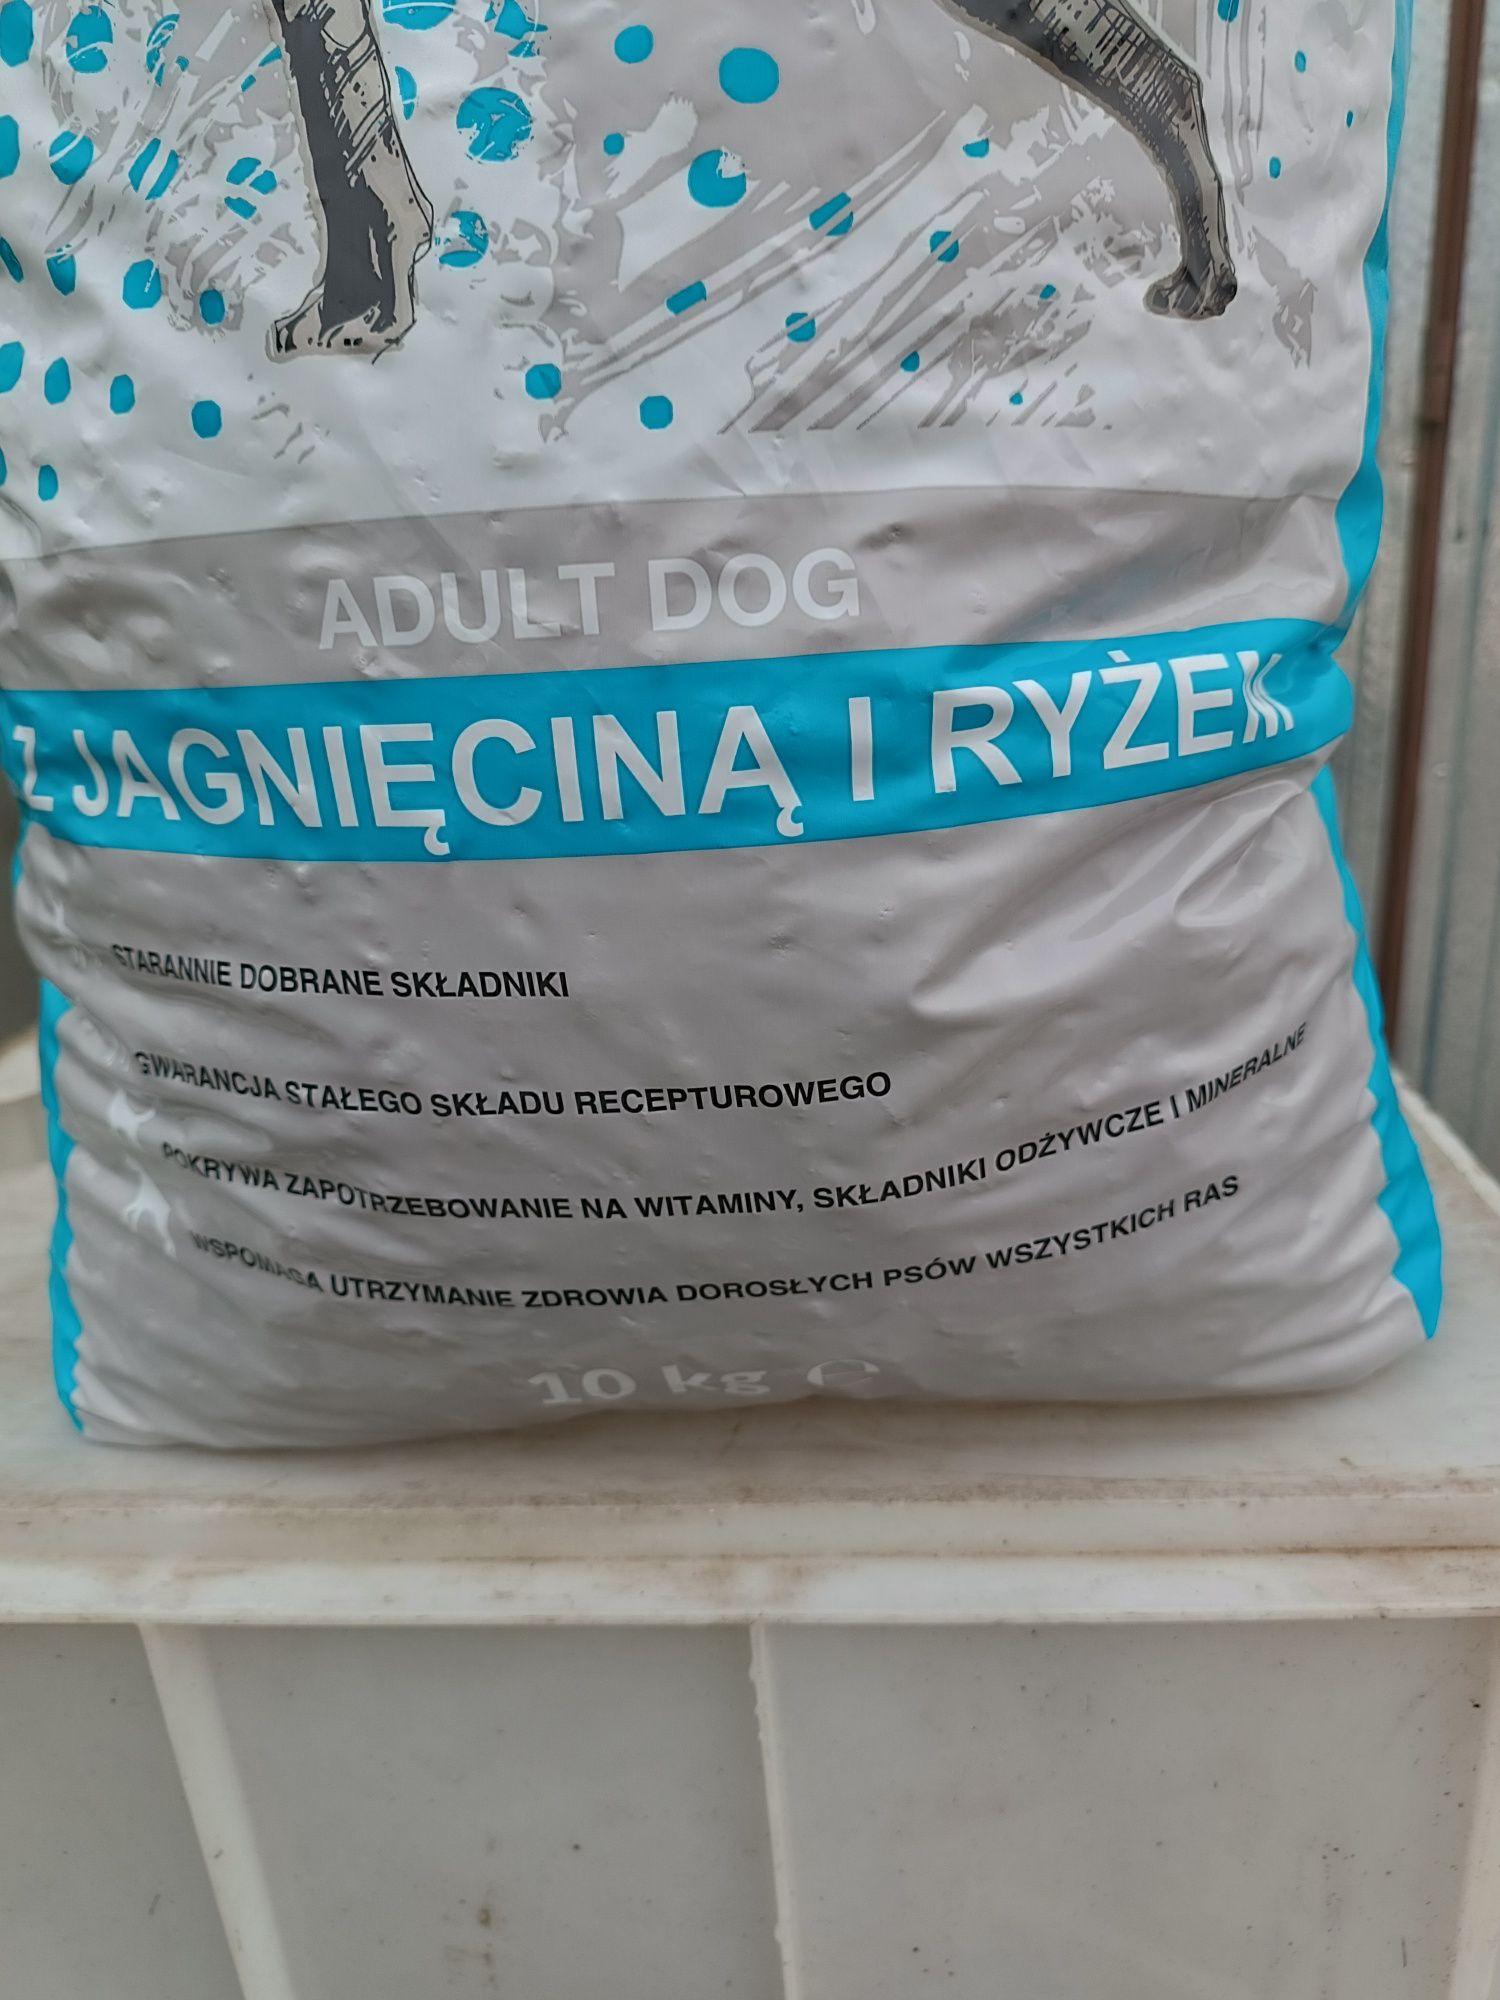 ADULT DOG
Z JAGNIĘCINĄ I RYŻEM
STARANNIE DOBRANE SKŁADNIKI
GWARANCJA STAŁEGO SKŁADU RECEPTUROWEGO
POKRYWA ZAPOTRZEBOWANIE NA WITAMINY, SKŁADNIKI ODŻYWCZE I MINERALNE
WSPOMAGA UTRZYMANIE ZDROWIA DOROSŁYCH PSÓW WSZYSTKICH RAS
10 kg ℮